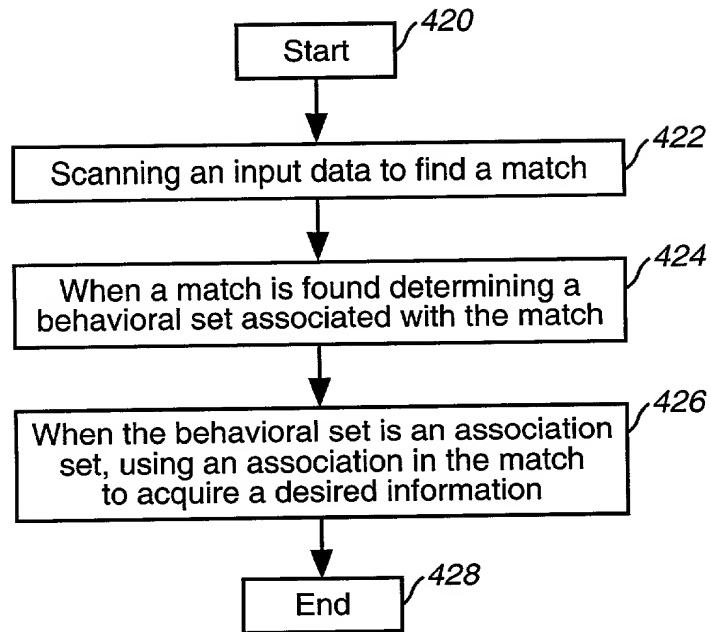 420
Start
422
Scanning an input data to find a match
424
When a match is found determining a
behavioral set associated with the match
426
When the behavioral set is an association
set, using an association in the match
to acquire a desired information
428
End